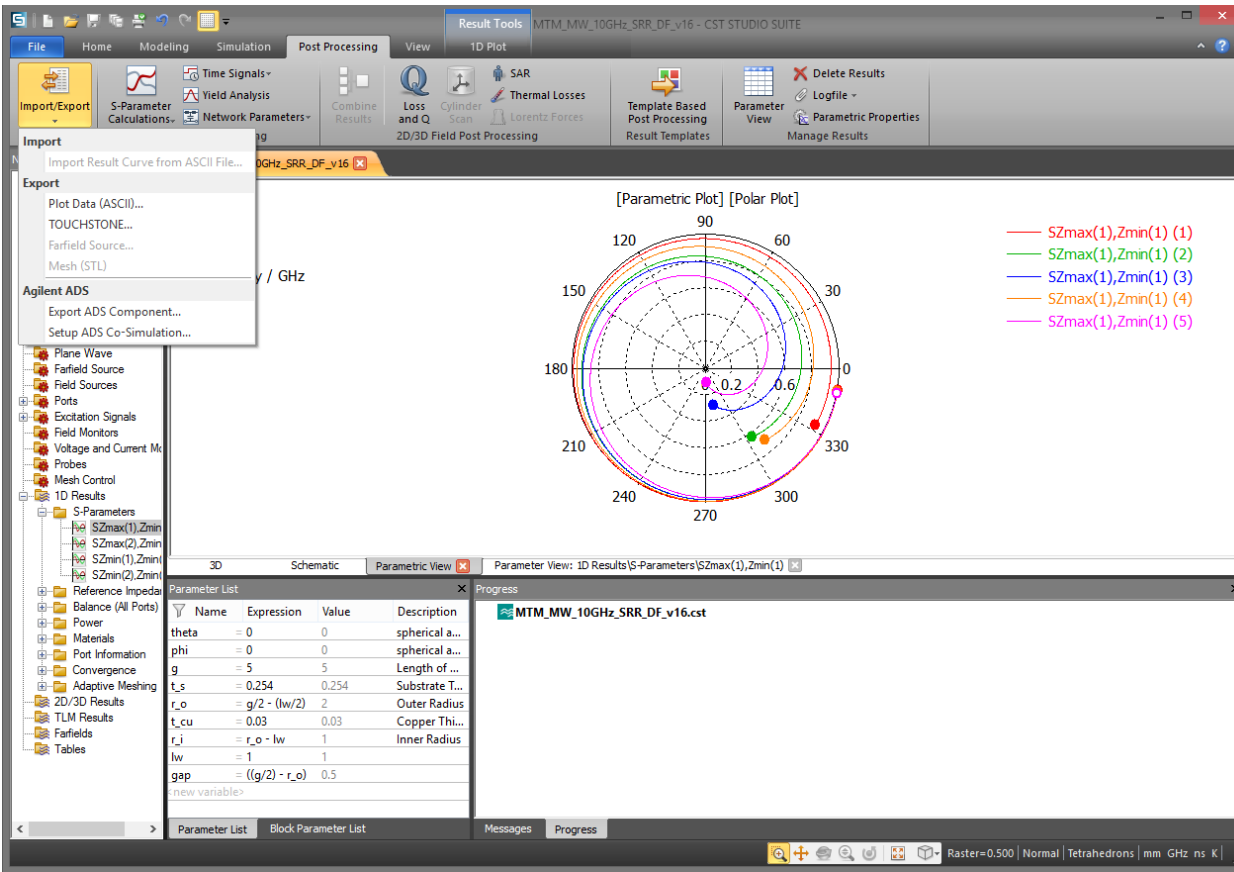 Result Tools MTM_MW_10GHz_SRR_DF_v16 - CST STUDIO SUITE
File Home Modeling Simulation Post Processing View 1D Plot
Import/Export
S-Parameter Calculations
Time Signals
Yield Analysis
Network Parameters
Combine Results
Loss and Q
Cylinder Scan
SAR
Thermal Losses
Lorentz Forces
2D/3D Field Post Processing
Template Based Post Processing
Result Templates
Parameter View
Delete Results
Logfile
Parametric Properties
Manage Results
Import
Import Result Curve from ASCII File...
Export
Plot Data (ASCII)...
TOUCHSTONE...
Farfield Source...
Mesh (STL)
Agilent ADS
Export ADS Component...
Setup ADS Co-Simulation...
0GHz_SRR_DF_v16
Plane Wave
Farfield Source
Field Sources
Ports
Excitation Signals
Field Monitors
Voltage and Current Mo
Probes
Mesh Control
1D Results
S-Parameters
SZmax(1),Zmin
SZmax(2),Zmin
SZmin(1),Zmin(
SZmin(2),Zmin(
Reference Impedar
Balance (All Ports)
Power
Materials
Port Information
Convergence
Adaptive Meshing
2D/3D Results
TLM Results
Farfields
Tables
[Parametric Plot] [Polar Plot]
y / GHz
90
120 60
150 30
180 0
0 0.2 0.6
210 330
240 300
270
SZmax(1),Zmin(1) (1)
SZmax(1),Zmin(1) (2)
SZmax(1),Zmin(1) (3)
SZmax(1),Zmin(1) (4)
SZmax(1),Zmin(1) (5)
3D Schematic Parametric View Parameter View: 1D Results\S-Parameters\SZmax(1),Zmin(1)
Parameter List
Name Expression Value Description
theta = 0 0 spherical a...
phi = 0 0 spherical a...
g = 5 5 Length of ...
t_s = 0.254 0.254 Substrate T...
r_o = g/2 - (lw/2) 2 Outer Radius
t_cu = 0.03 0.03 Copper Thi...
r_i = r_o - lw 1 Inner Radius
lw = 1 1
gap = ((g/2) - r_o) 0.5
<new variable>
Parameter List Block Parameter List
Progress
MTM_MW_10GHz_SRR_DF_v16.cst
Messages Progress
Raster=0.500 Normal Tetrahedrons mm GHz ns K